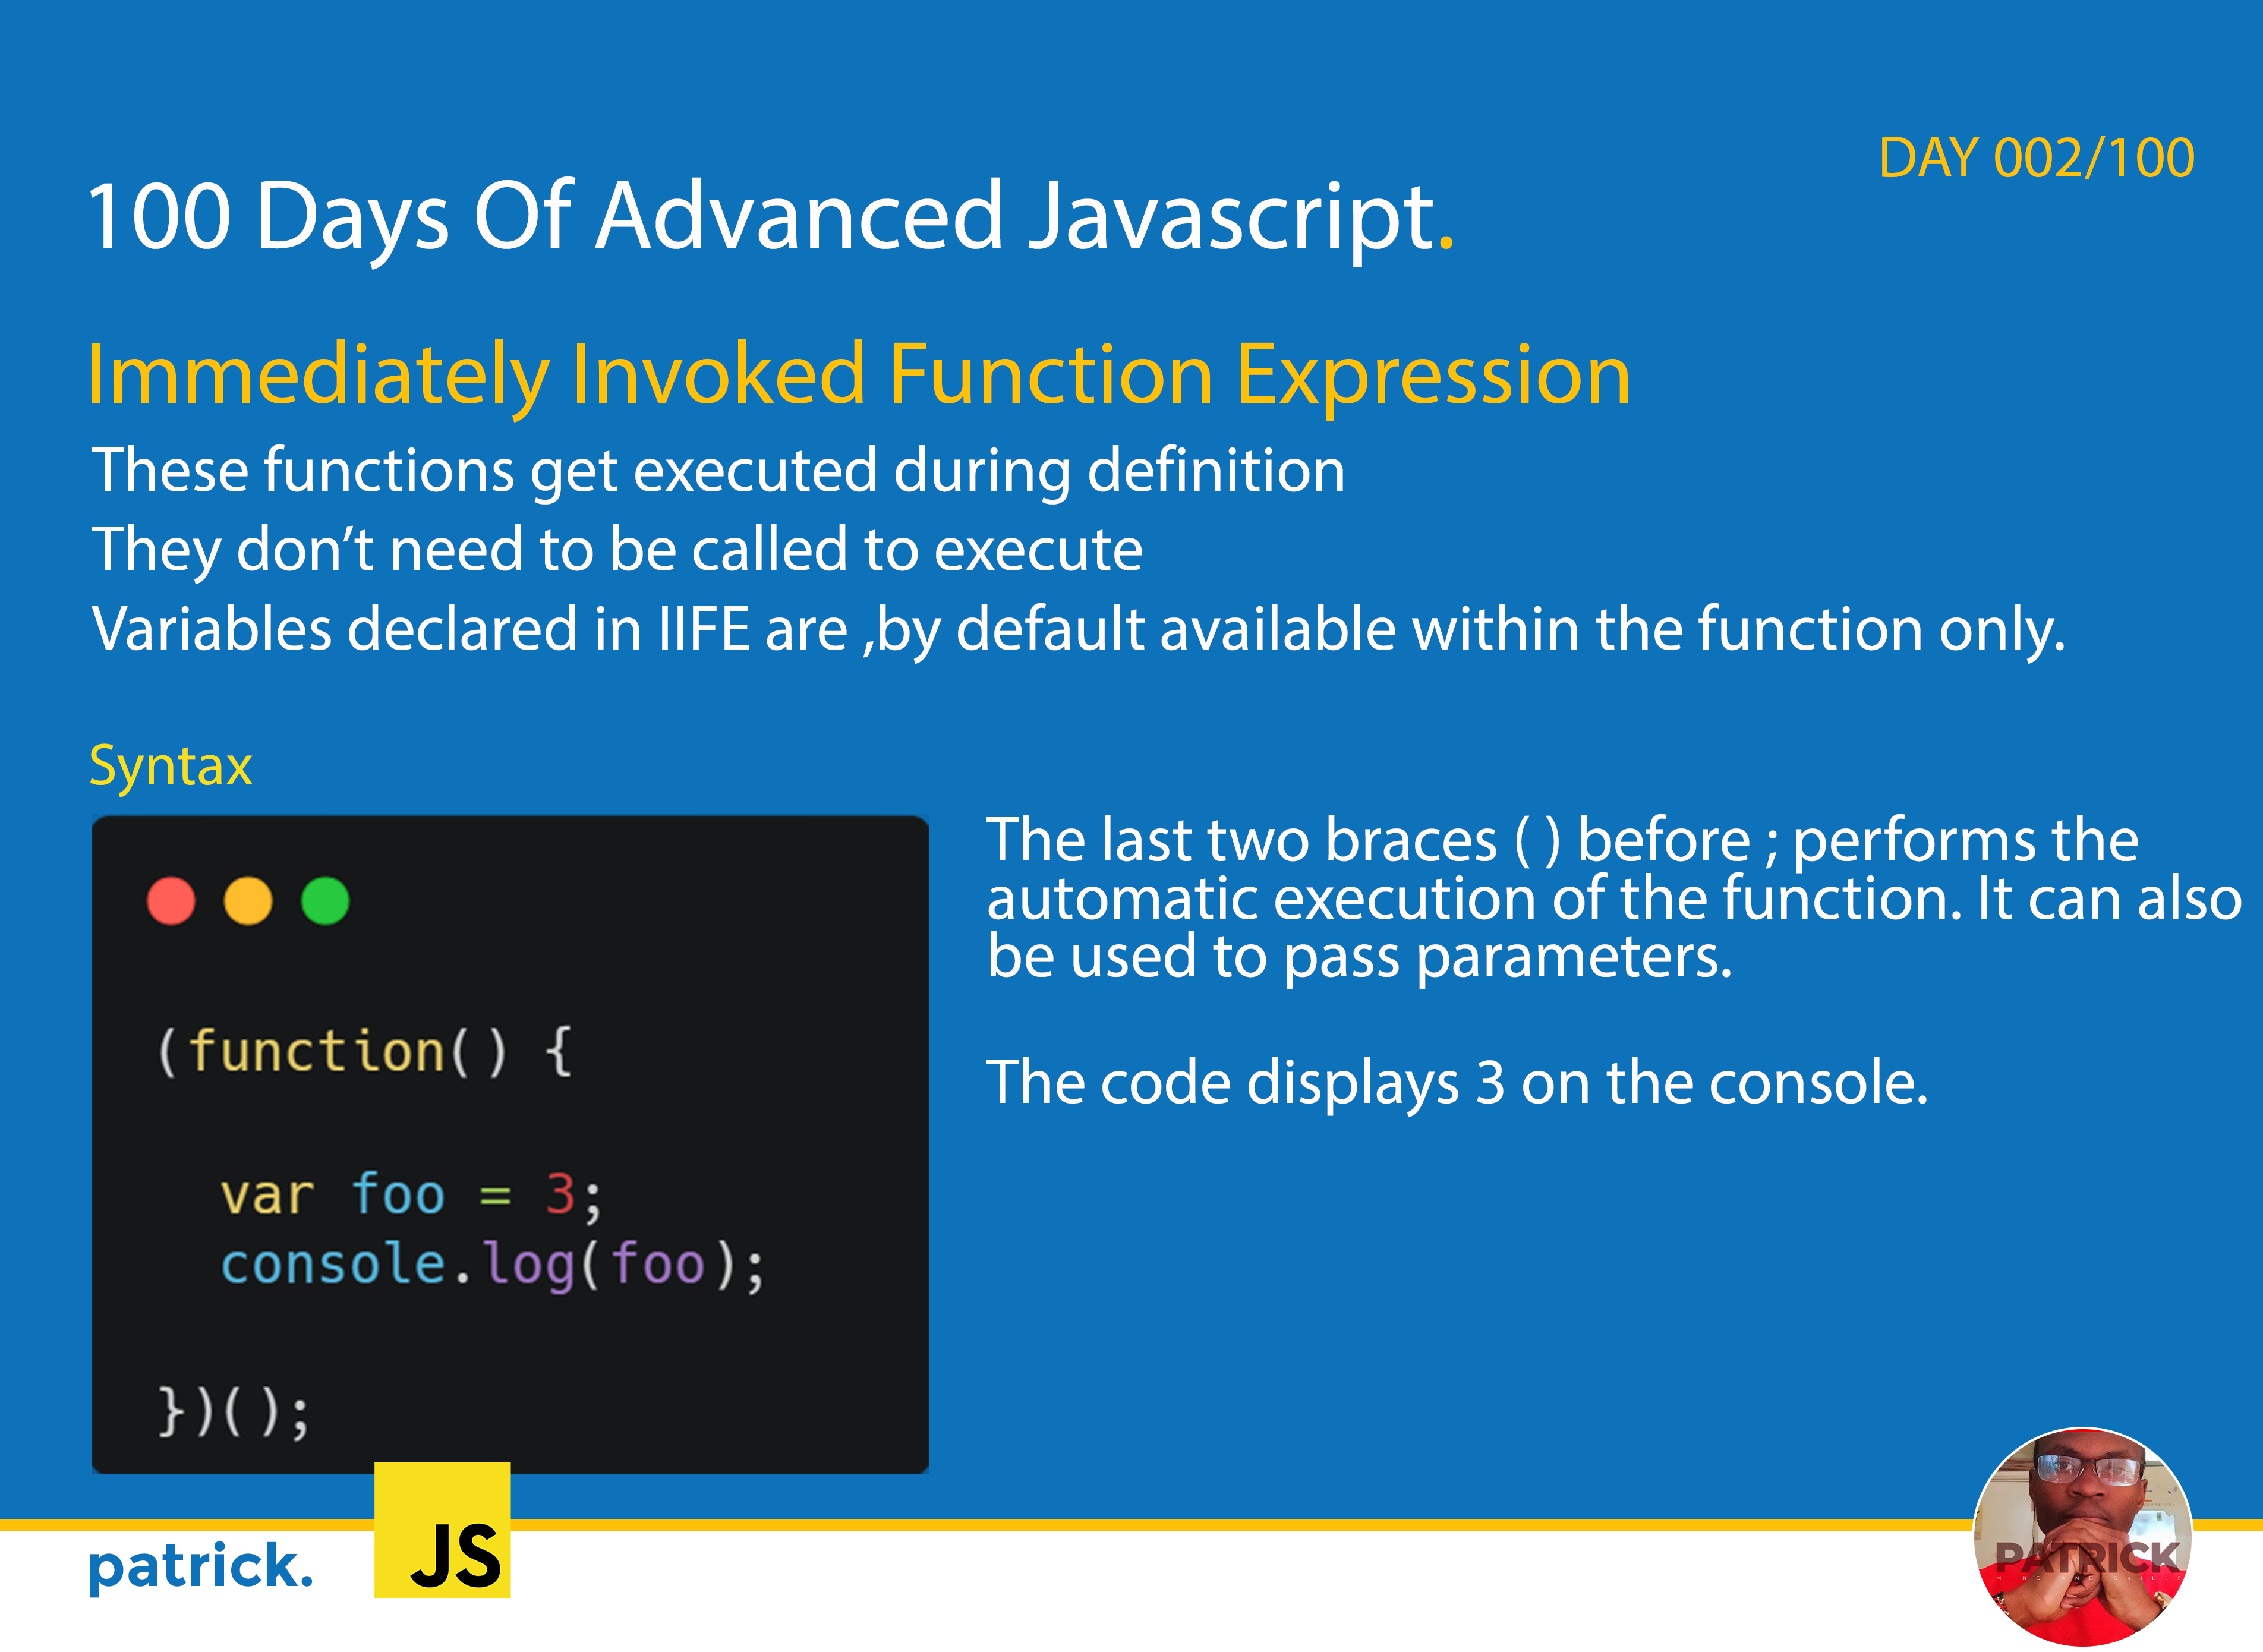 DAY 002/100
100 Days Of Advanced Javascript.
Immediately Invoked Function Expression
These functions get executed during definition
They don’t need to be called to execute
Variables declared in IIFE are ,by default available within the function only.
Syntax
(function() {
var foo = 3;
console.log(foo);
})();
The last two braces ( ) before ; performs the
automatic execution of the function. It can also
be used to pass parameters.
The code displays 3 on the console.
patrick.
JS
PATRICK
MIND AND SKILLS